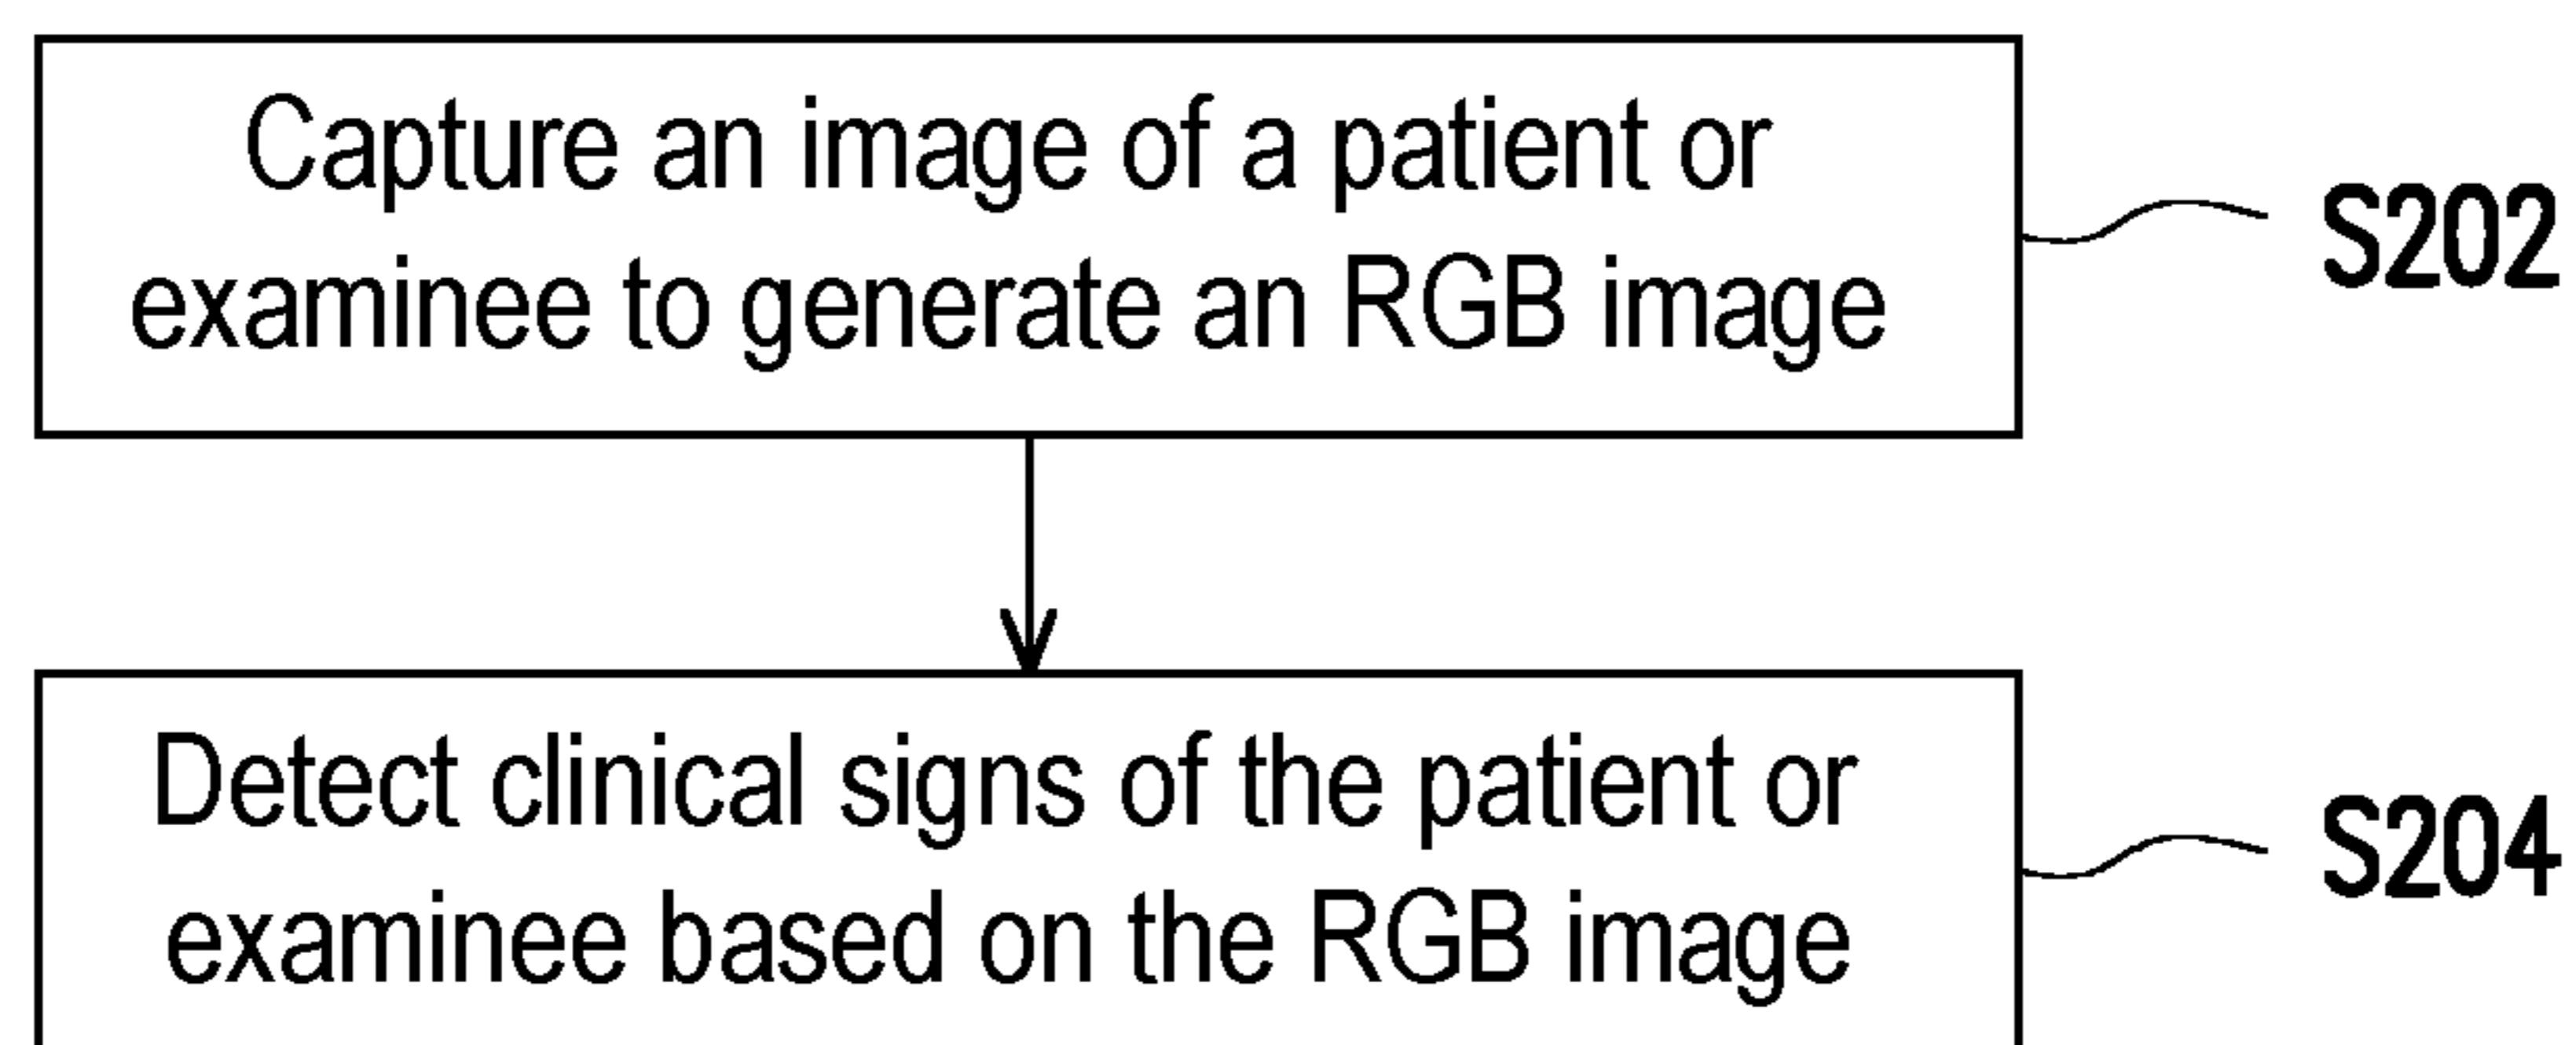 Capture an image of a patient or
examinee to generate an RGB image
S202
Detect clinical signs of the patient or
examinee based on the RGB image
S204